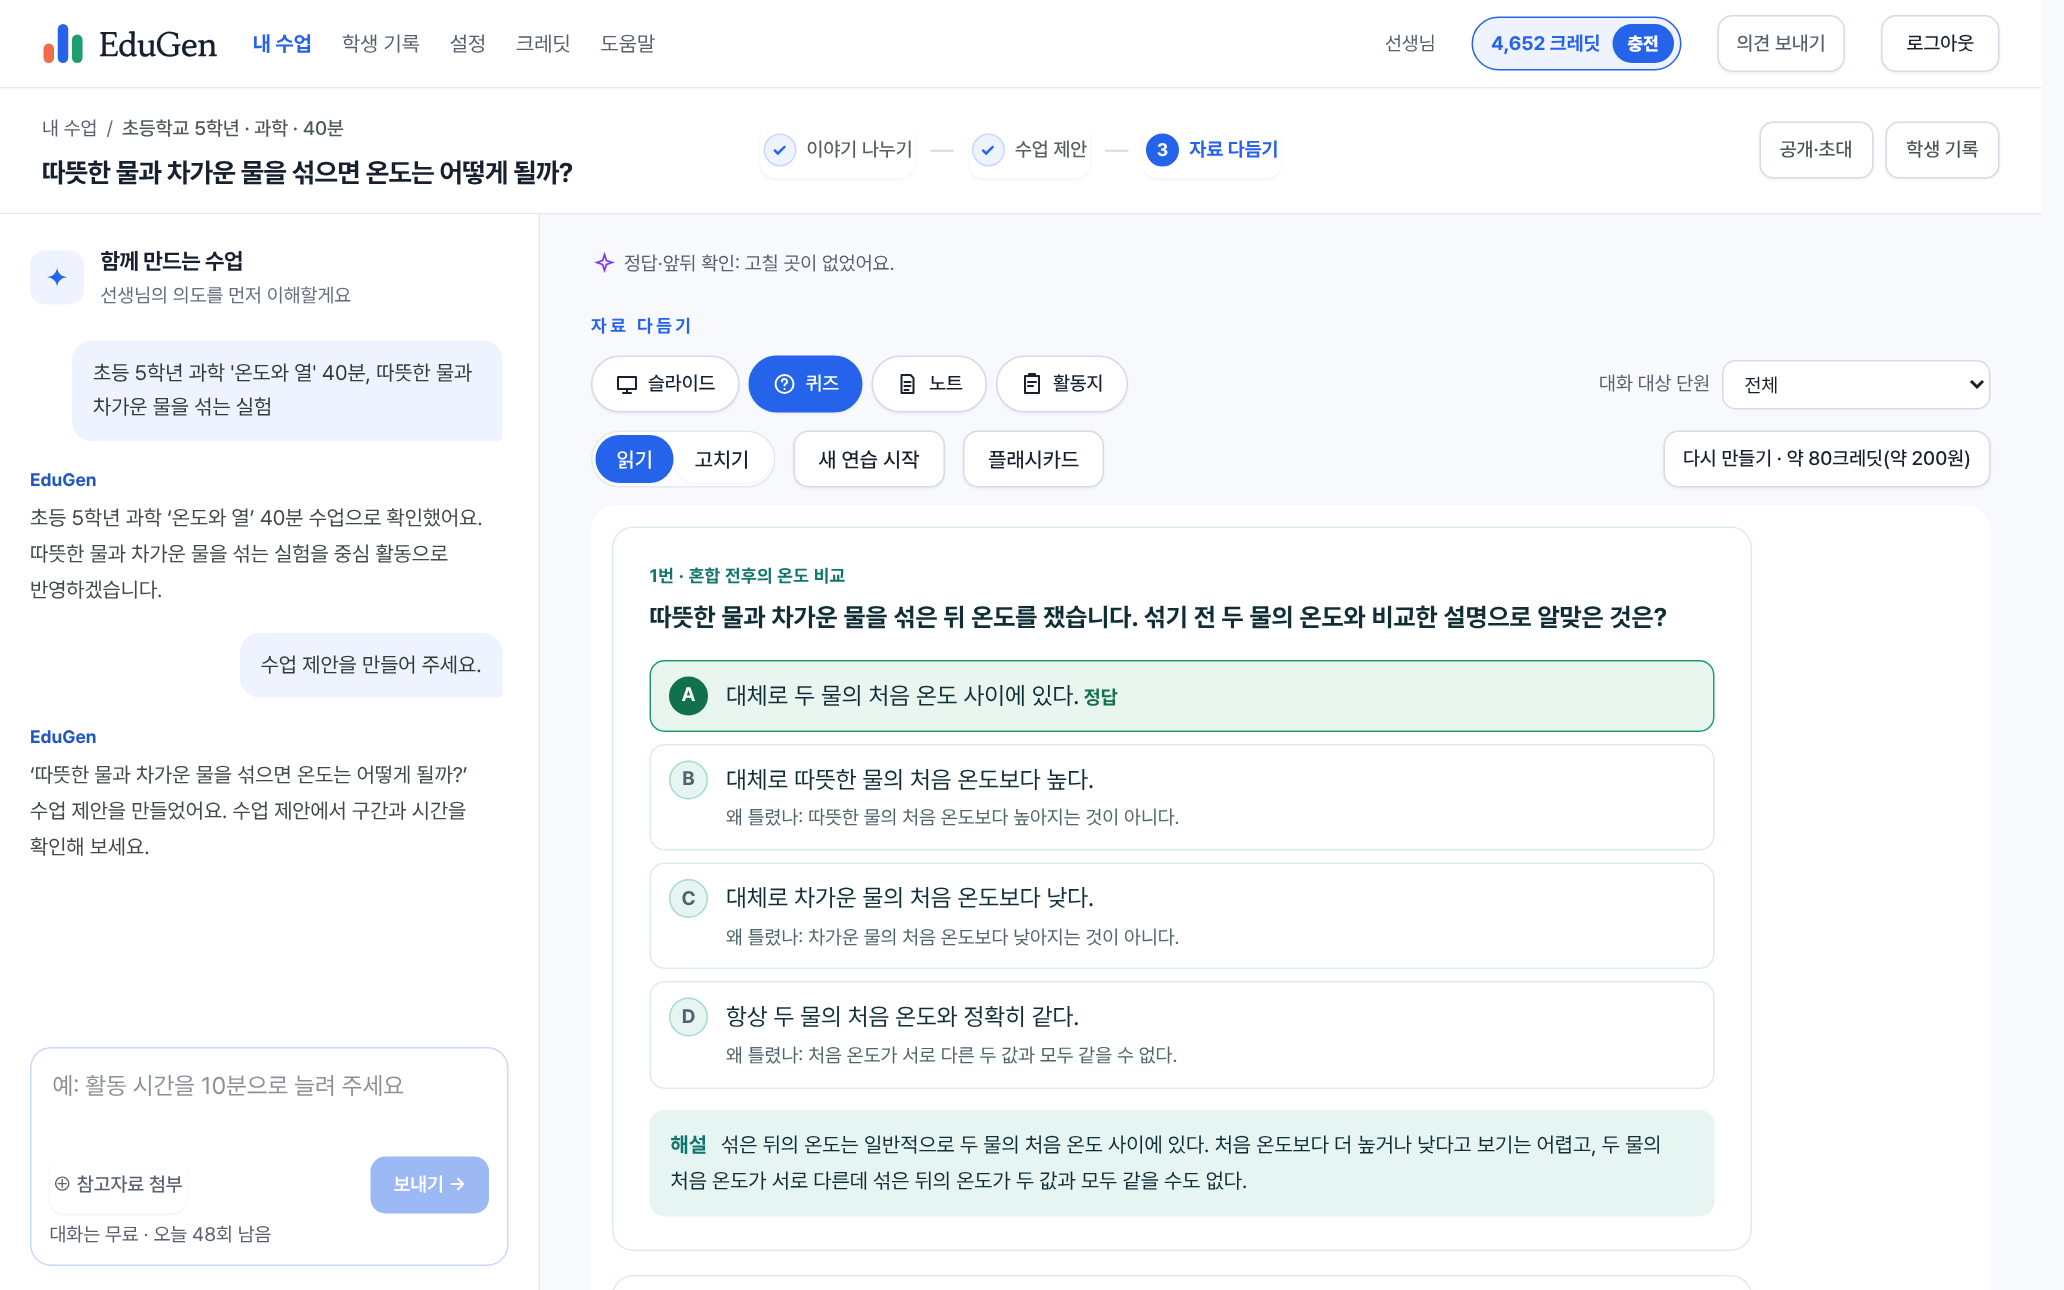 EduGen
내 수업
학생 기록
설정
크레딧
도움말
선생님
4,652 크레딧
충전
의견 보내기
로그아웃
내 수업 / 초등학교 5학년 · 과학 · 40분
따뜻한 물과 차가운 물을 섞으면 온도는 어떻게 될까?
이야기 나누기
수업 제안
3 자료 다듬기
공개·초대
학생 기록
함께 만드는 수업
선생님의 의도를 먼저 이해할게요
초등 5학년 과학 '온도와 열' 40분, 따뜻한 물과
차가운 물을 섞는 실험
EduGen
초등 5학년 과학 ‘온도와 열’ 40분 수업으로 확인했어요.
따뜻한 물과 차가운 물을 섞는 실험을 중심 활동으로
반영하겠습니다.
수업 제안을 만들어 주세요.
EduGen
‘따뜻한 물과 차가운 물을 섞으면 온도는 어떻게 될까?’
수업 제안을 만들었어요. 수업 제안에서 구간과 시간을
확인해 보세요.
예: 활동 시간을 10분으로 늘려 주세요
참고자료 첨부
보내기 →
대화는 무료 · 오늘 48회 남음
정답·앞뒤 확인: 고칠 곳이 없었어요.
자료 다듬기
슬라이드
퀴즈
노트
활동지
대화 대상 단원
전체
읽기
고치기
새 연습 시작
플래시카드
다시 만들기 · 약 80크레딧(약 200원)
1번 · 혼합 전후의 온도 비교
따뜻한 물과 차가운 물을 섞은 뒤 온도를 쟀습니다. 섞기 전 두 물의 온도와 비교한 설명으로 알맞은 것은?
A 대체로 두 물의 처음 온도 사이에 있다. 정답
B 대체로 따뜻한 물의 처음 온도보다 높다.
왜 틀렸나: 따뜻한 물의 처음 온도보다 높아지는 것이 아니다.
C 대체로 차가운 물의 처음 온도보다 낮다.
왜 틀렸나: 차가운 물의 처음 온도보다 낮아지는 것이 아니다.
D 항상 두 물의 처음 온도와 정확히 같다.
왜 틀렸나: 처음 온도가 서로 다른 두 값과 모두 같을 수 없다.
해설 섞은 뒤의 온도는 일반적으로 두 물의 처음 온도 사이에 있다. 처음 온도보다 더 높거나 낮다고 보기는 어렵고, 두 물의
처음 온도가 서로 다른데 섞은 뒤의 온도가 두 값과 모두 같을 수도 없다.